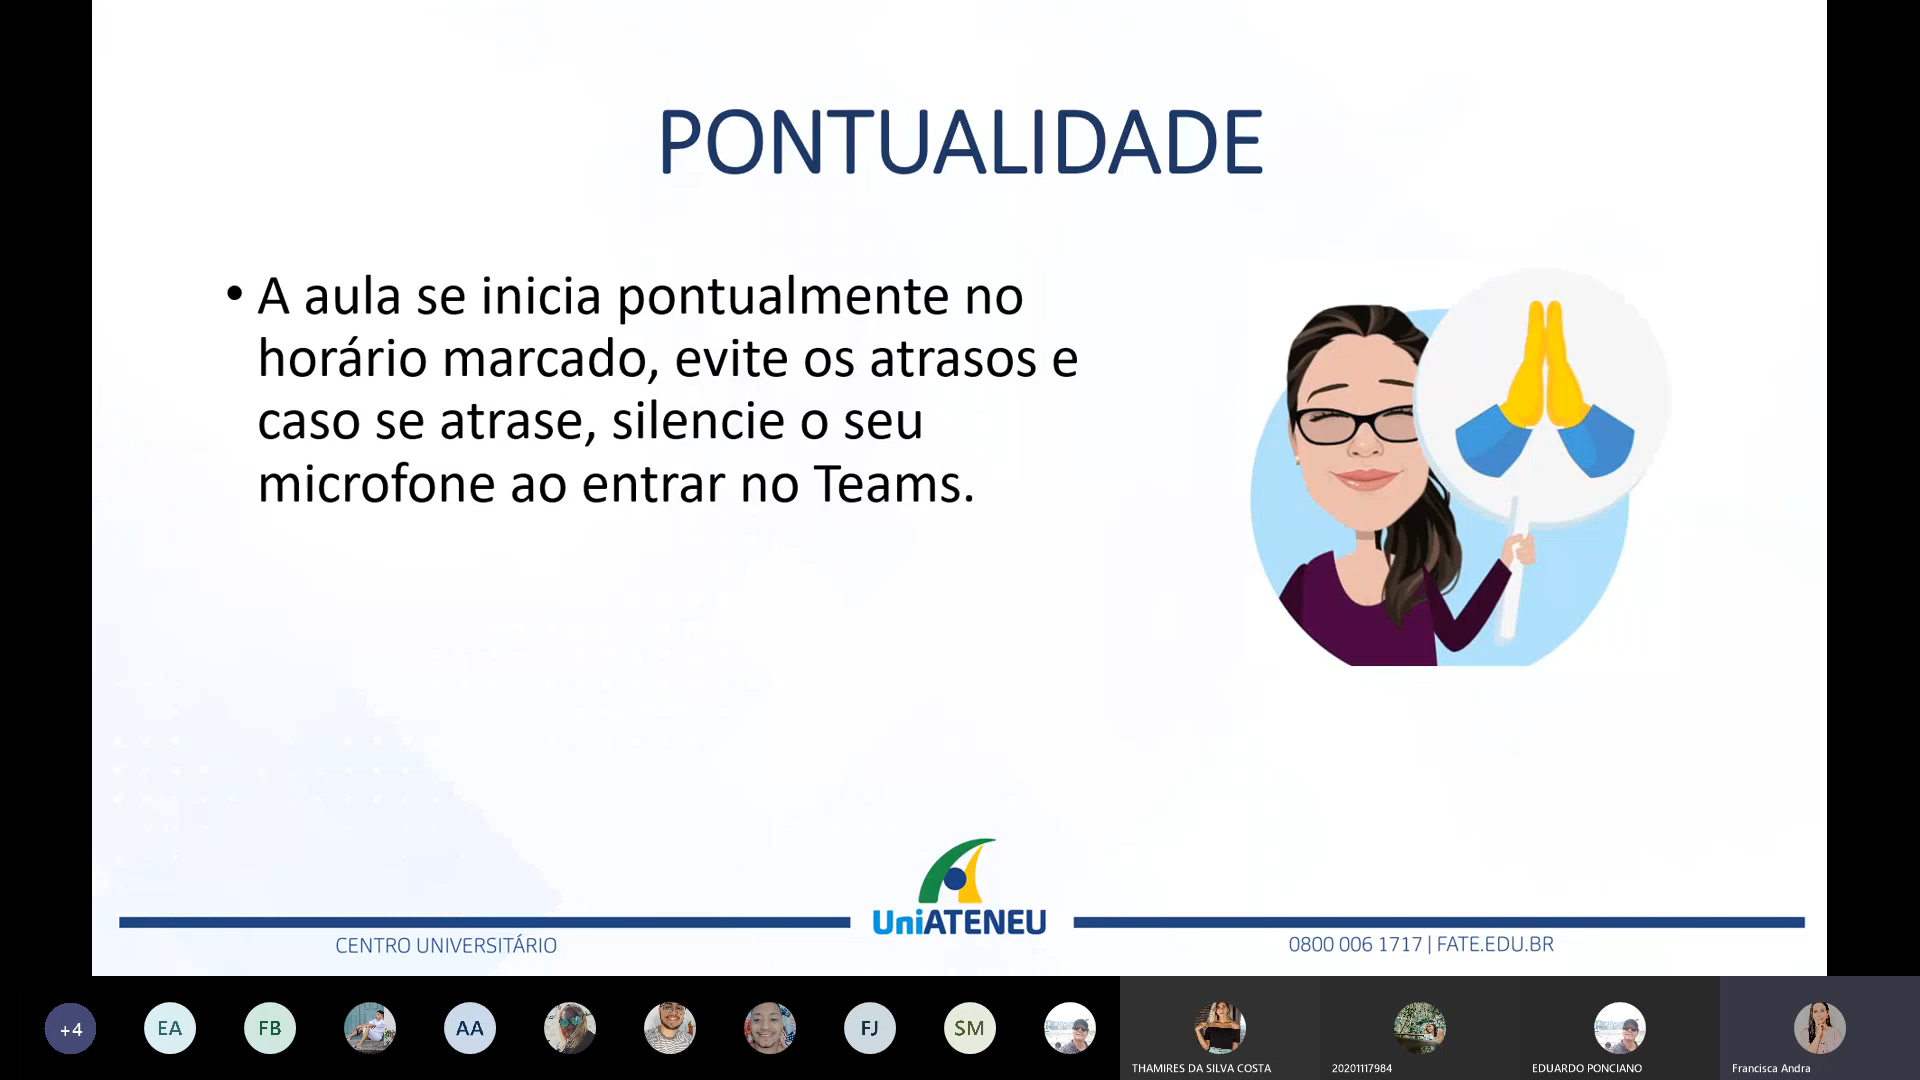 PONTUALIDADE
• A aula se inicia pontualmente no
horário marcado, evite os atrasos e
caso se atrase, silencie o seu
microfone ao entrar no Teams.
UniATENEU
CENTRO UNIVERSITÁRIO
0800 006 1717 | FATE.EDU.BR
+4
EA
FB
AA
FJ
SM
THAMIRES DA SILVA COSTA
20201117984
EDUARDO PONCIANO
Francisca Andra